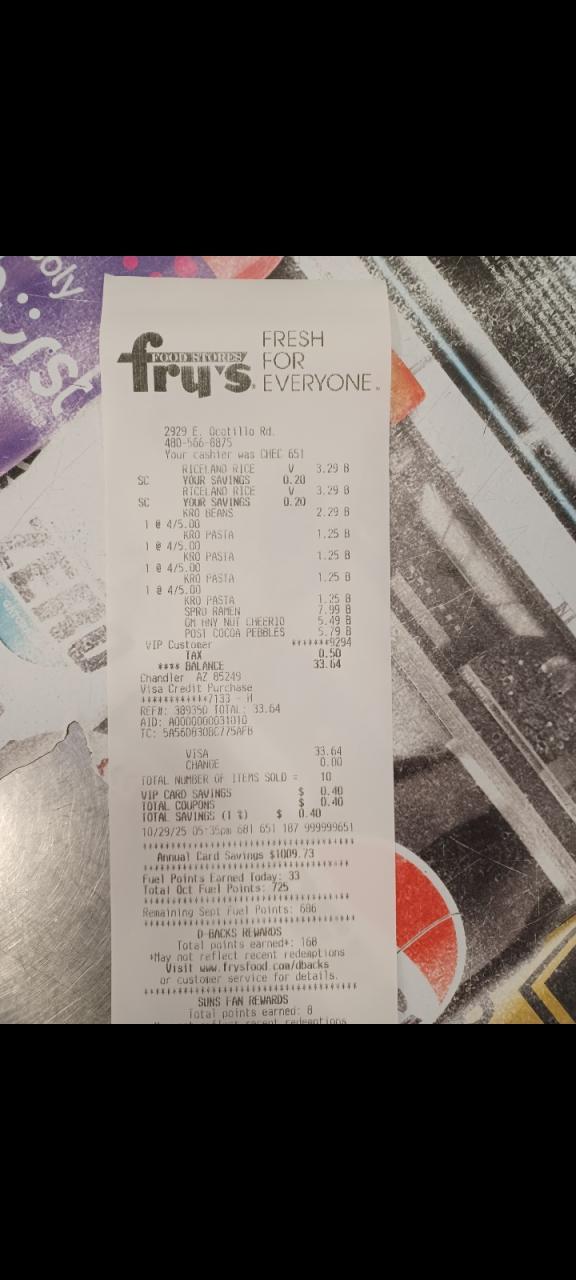 fry's FOOD STORES
FRESH
FOR
EVERYONE
2929 E. Ocotillo Rd.
480-566-8875
Your cashier was CHEC 651
RICELAND RICE V 3.29 B
SC YOUR SAVINGS 0.20
RICELAND RICE V 3.29 B
SC YOUR SAVINGS 0.20
KRO BEANS 2.29 B
1 @ 4/5.00
KRO PASTA 1.25 B
1 @ 4/5.00
KRO PASTA 1.25 B
1 @ 4/5.00
KRO PASTA 1.25 B
1 @ 4/5.00
KRO PASTA 1.25 B
SPRO RAMEN 7.99 B
GM HNY NUT CHEERIO 5.49 B
POST COCOA PEBBLES 5.79 B
VIP Customer *******9294
TAX 0.50
**** BALANCE 33.64
Chandler AZ 85249
Visa Credit Purchase
************7133 - H
REF#: 389350 TOTAL: 33.64
AID: A0000000031010
VISA 33.64
CHANGE 0.00
TOTAL NUMBER OF ITEMS SOLD = 10
VIP CARD SAVINGS $ 0.40
TOTAL COUPONS $ 0.40
TOTAL SAVINGS (1 %) $ 0.40
10/29/25 05:35pm 681 651 187 999999651
************************************
Annual Card Savings $1009.73
************************************
Fuel Points Earned Today: 33
Total Oct Fuel Points: 725
************************************
Remaining Sept Fuel Points: 686
************************************
D-BACKS REWARDS
Total points earned*: 168
*May not reflect recent redemptions
Visit www.frysfood.com/dbacks
or customer service for details.
************************************
SUNS FAN REWARDS
Total points earned: 8